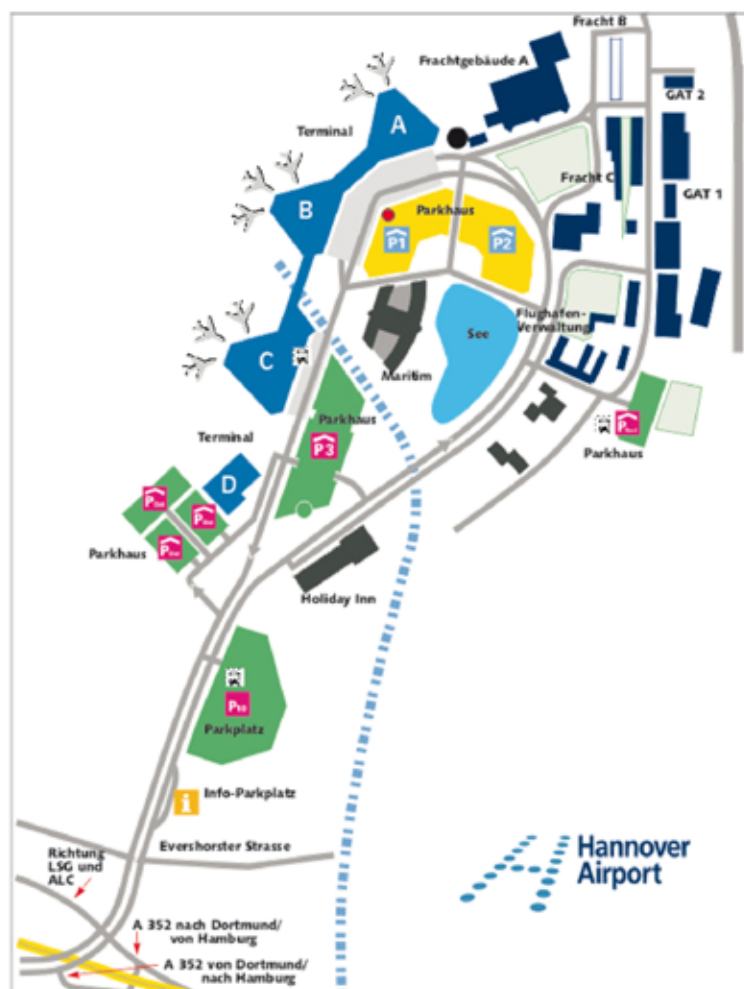 Fracht B
Frachtgebäude A
GAT 2
Terminal
A
Fracht C
GAT 1
B
Parkhaus
P1
P2
Flughafen-
Verwaltung
See
C
Maritim
Parkhaus
P3
Terminal
D
Parkhaus
Parkhaus
Holiday Inn
P10
Parkplatz
i
Info-Parkplatz
Evershorster Strasse
Richtung
LSG und
ALC
Hannover
Airport
A 352 nach Dortmund/
von Hamburg
A 352 von Dortmund/
nach Hamburg